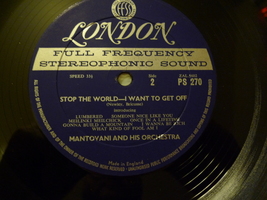 LONDON
FULL FREQUENCY
STEREOPHONIC SOUND
SPEED 33⅓
Side
2
PS 270
STOP THE WORLD—I WANT TO GET OFF
(Newley, Bricusse)
introducing
LUMBERED SOMEONE NICE LIKE YOU
MEILINKI MEILCHICK ONCE IN A LIFETIME
GONNA BUILD A MOUNTAIN I WANNA BE RICH
WHAT KIND OF FOOL AM I
MANTOVANI AND HIS ORCHESTRA
Made in England